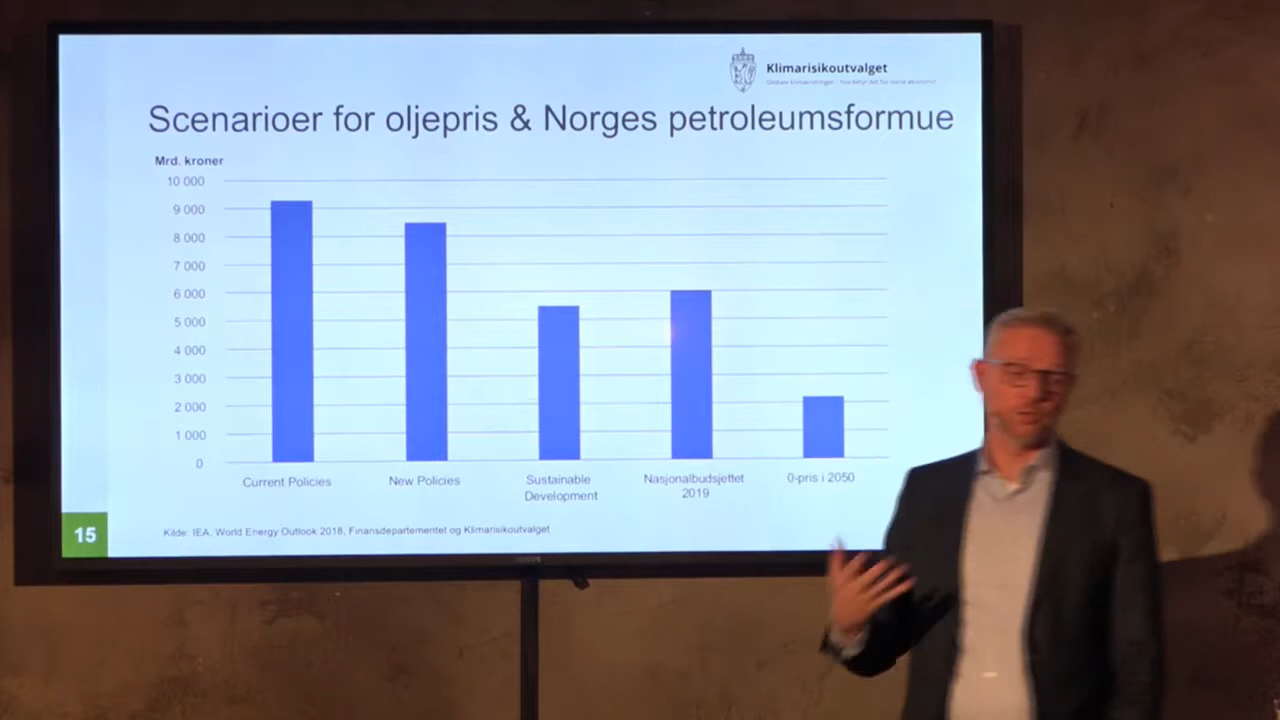 Klimarisikoutvalget
Scenarioer for oljepris & Norges petroleumsformue
Mrd. kroner
10 000
9 000
8 000
7 000
6 000
5 000
4 000
3 000
2 000
1 000
0
Current Policies
New Policies
Sustainable
Development
Nasjonalbudsjettet
2019
0-pris i 2050
Kilde: IEA, World Energy Outlook 2018, Finansdepartementet og Klimarisikoutvalget
15